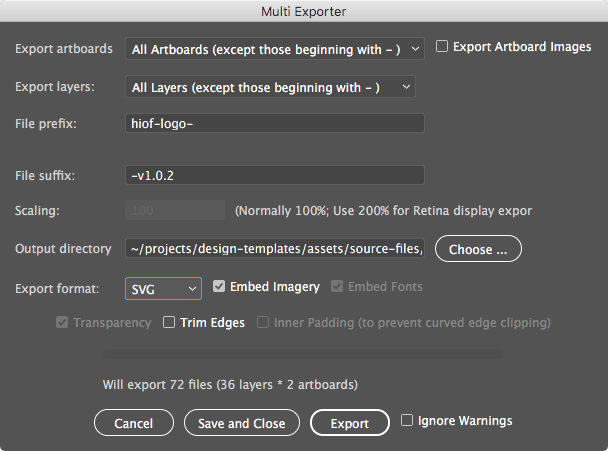 Multi Exporter
Export artboards All Artboards (except those beginning with - ) Export Artboard Images
Export layers: All Layers (except those beginning with - )
File prefix: hiof-logo-
File suffix: -v1.0.2
Scaling: 100 (Normally 100%; Use 200% for Retina display expor
Output directory ~/projects/design-templates/assets/source-files, Choose ...
Export format: SVG Embed Imagery Embed Fonts
Transparency Trim Edges Inner Padding (to prevent curved edge clipping)
Will export 72 files (36 layers * 2 artboards)
Cancel Save and Close Export Ignore Warnings